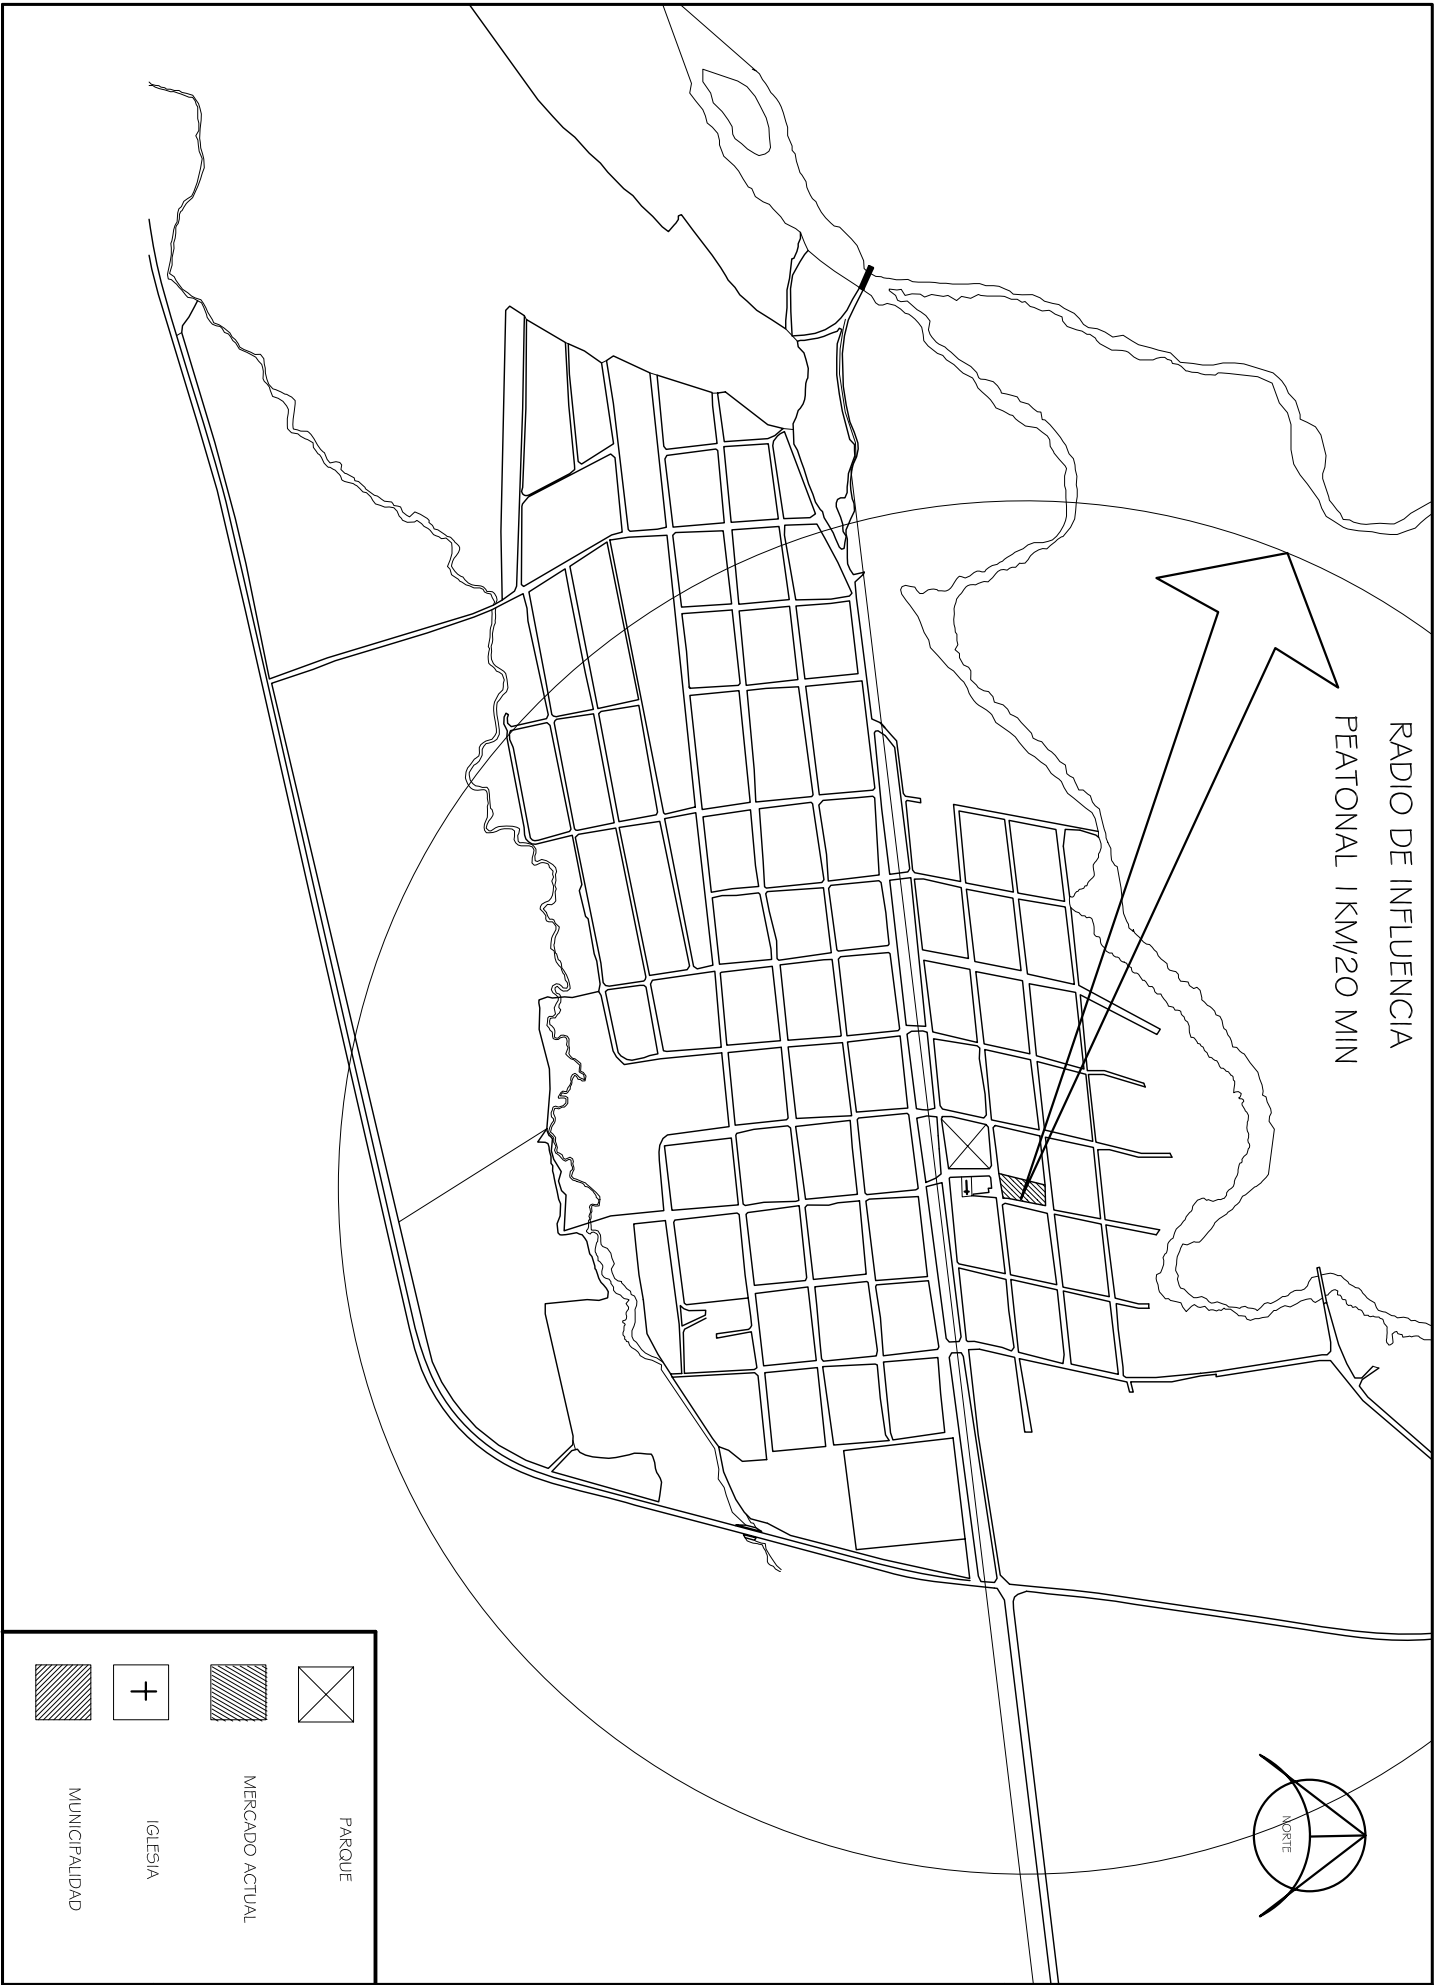 RADIO DE INFLUENCIA
PEATONAL 1 KM/20 MIN
NORTE
PARQUE
MERCADO ACTUAL
IGLESIA
MUNICIPALIDAD